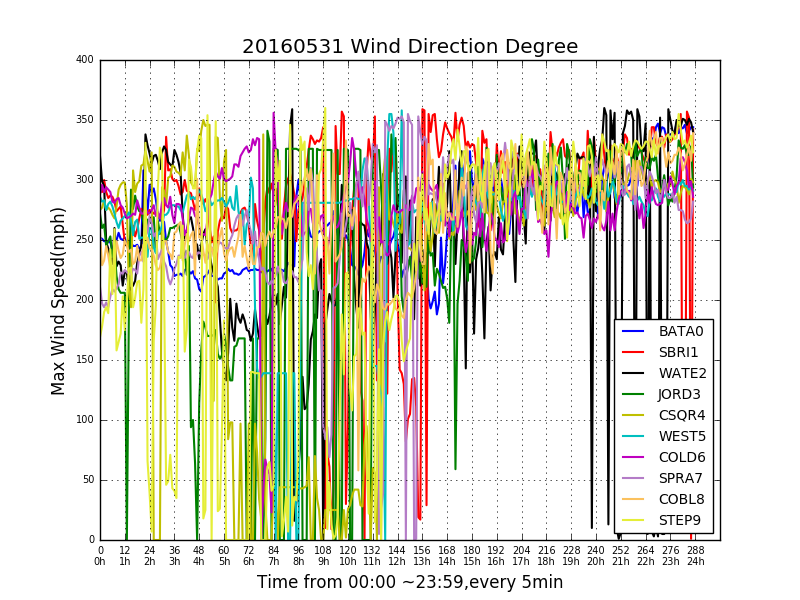 20160531 Wind Direction Degree
Max Wind Speed(mph)
400
350
300
250
200
150
100
50
0
BATA0
SBRI1
WATE2
JORD3
CSQR4
WEST5
COLD6
SPRA7
COBL8
STEP9
0 12 24 36 48 60 72 84 96 108 120 132 144 156 168 180 192 204 216 228 240 252 264 276 288
0h 1h 2h 3h 4h 5h 6h 7h 8h 9h 10h 11h 12h 13h 14h 15h 16h 17h 18h 19h 20h 21h 22h 23h 24h
Time from 00:00 ~23:59,every 5min